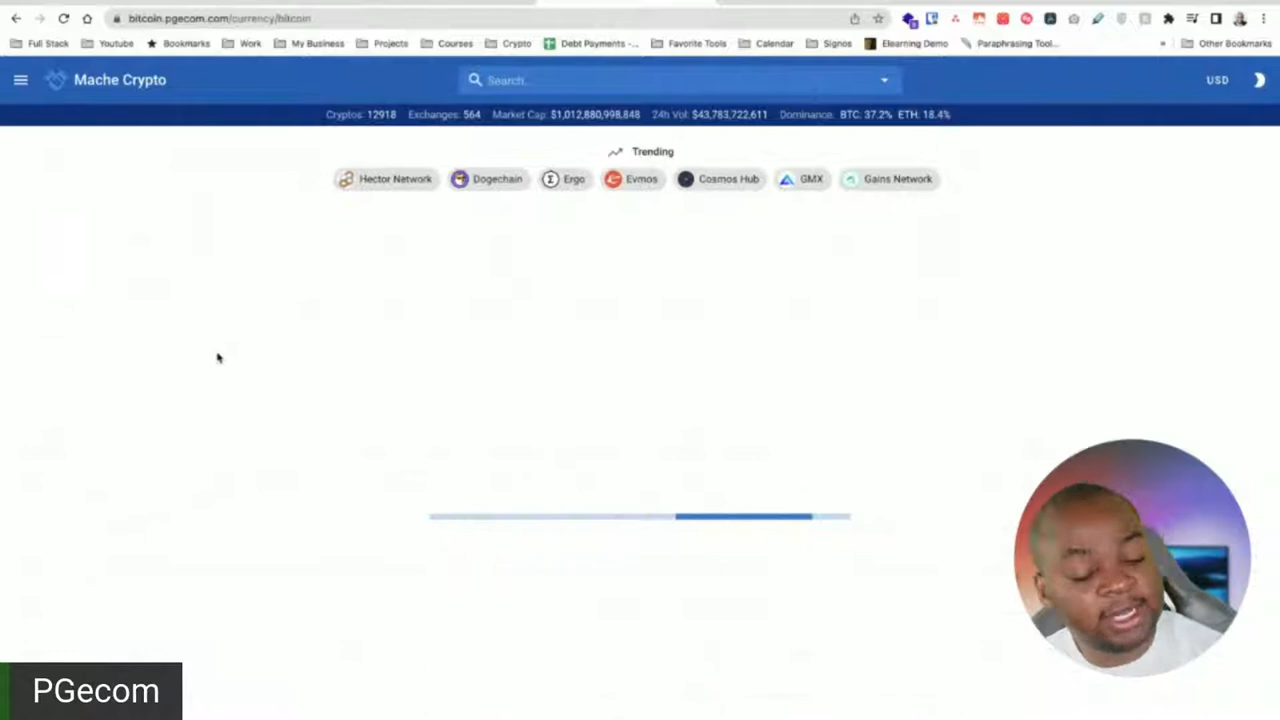 bitcoin.pgecom.com/currency/bitcoin
Full Stack Youtube Bookmarks Work My Business Projects Courses Crypto Debt Payments -... Favorite Tools Calendar Signos Elearning Demo Paraphrasing Tool... » Other Bookmarks
Mache Crypto Search... USD
Cryptos: 12918 Exchanges: 564 Market Cap: $1,012,880,998,848 24h Vol: $43,783,722,611 Dominance: BTC: 37.2% ETH: 18.4%
Trending
Hector Network Dogechain Ergo Evmos Cosmos Hub GMX Gains Network
PGecom